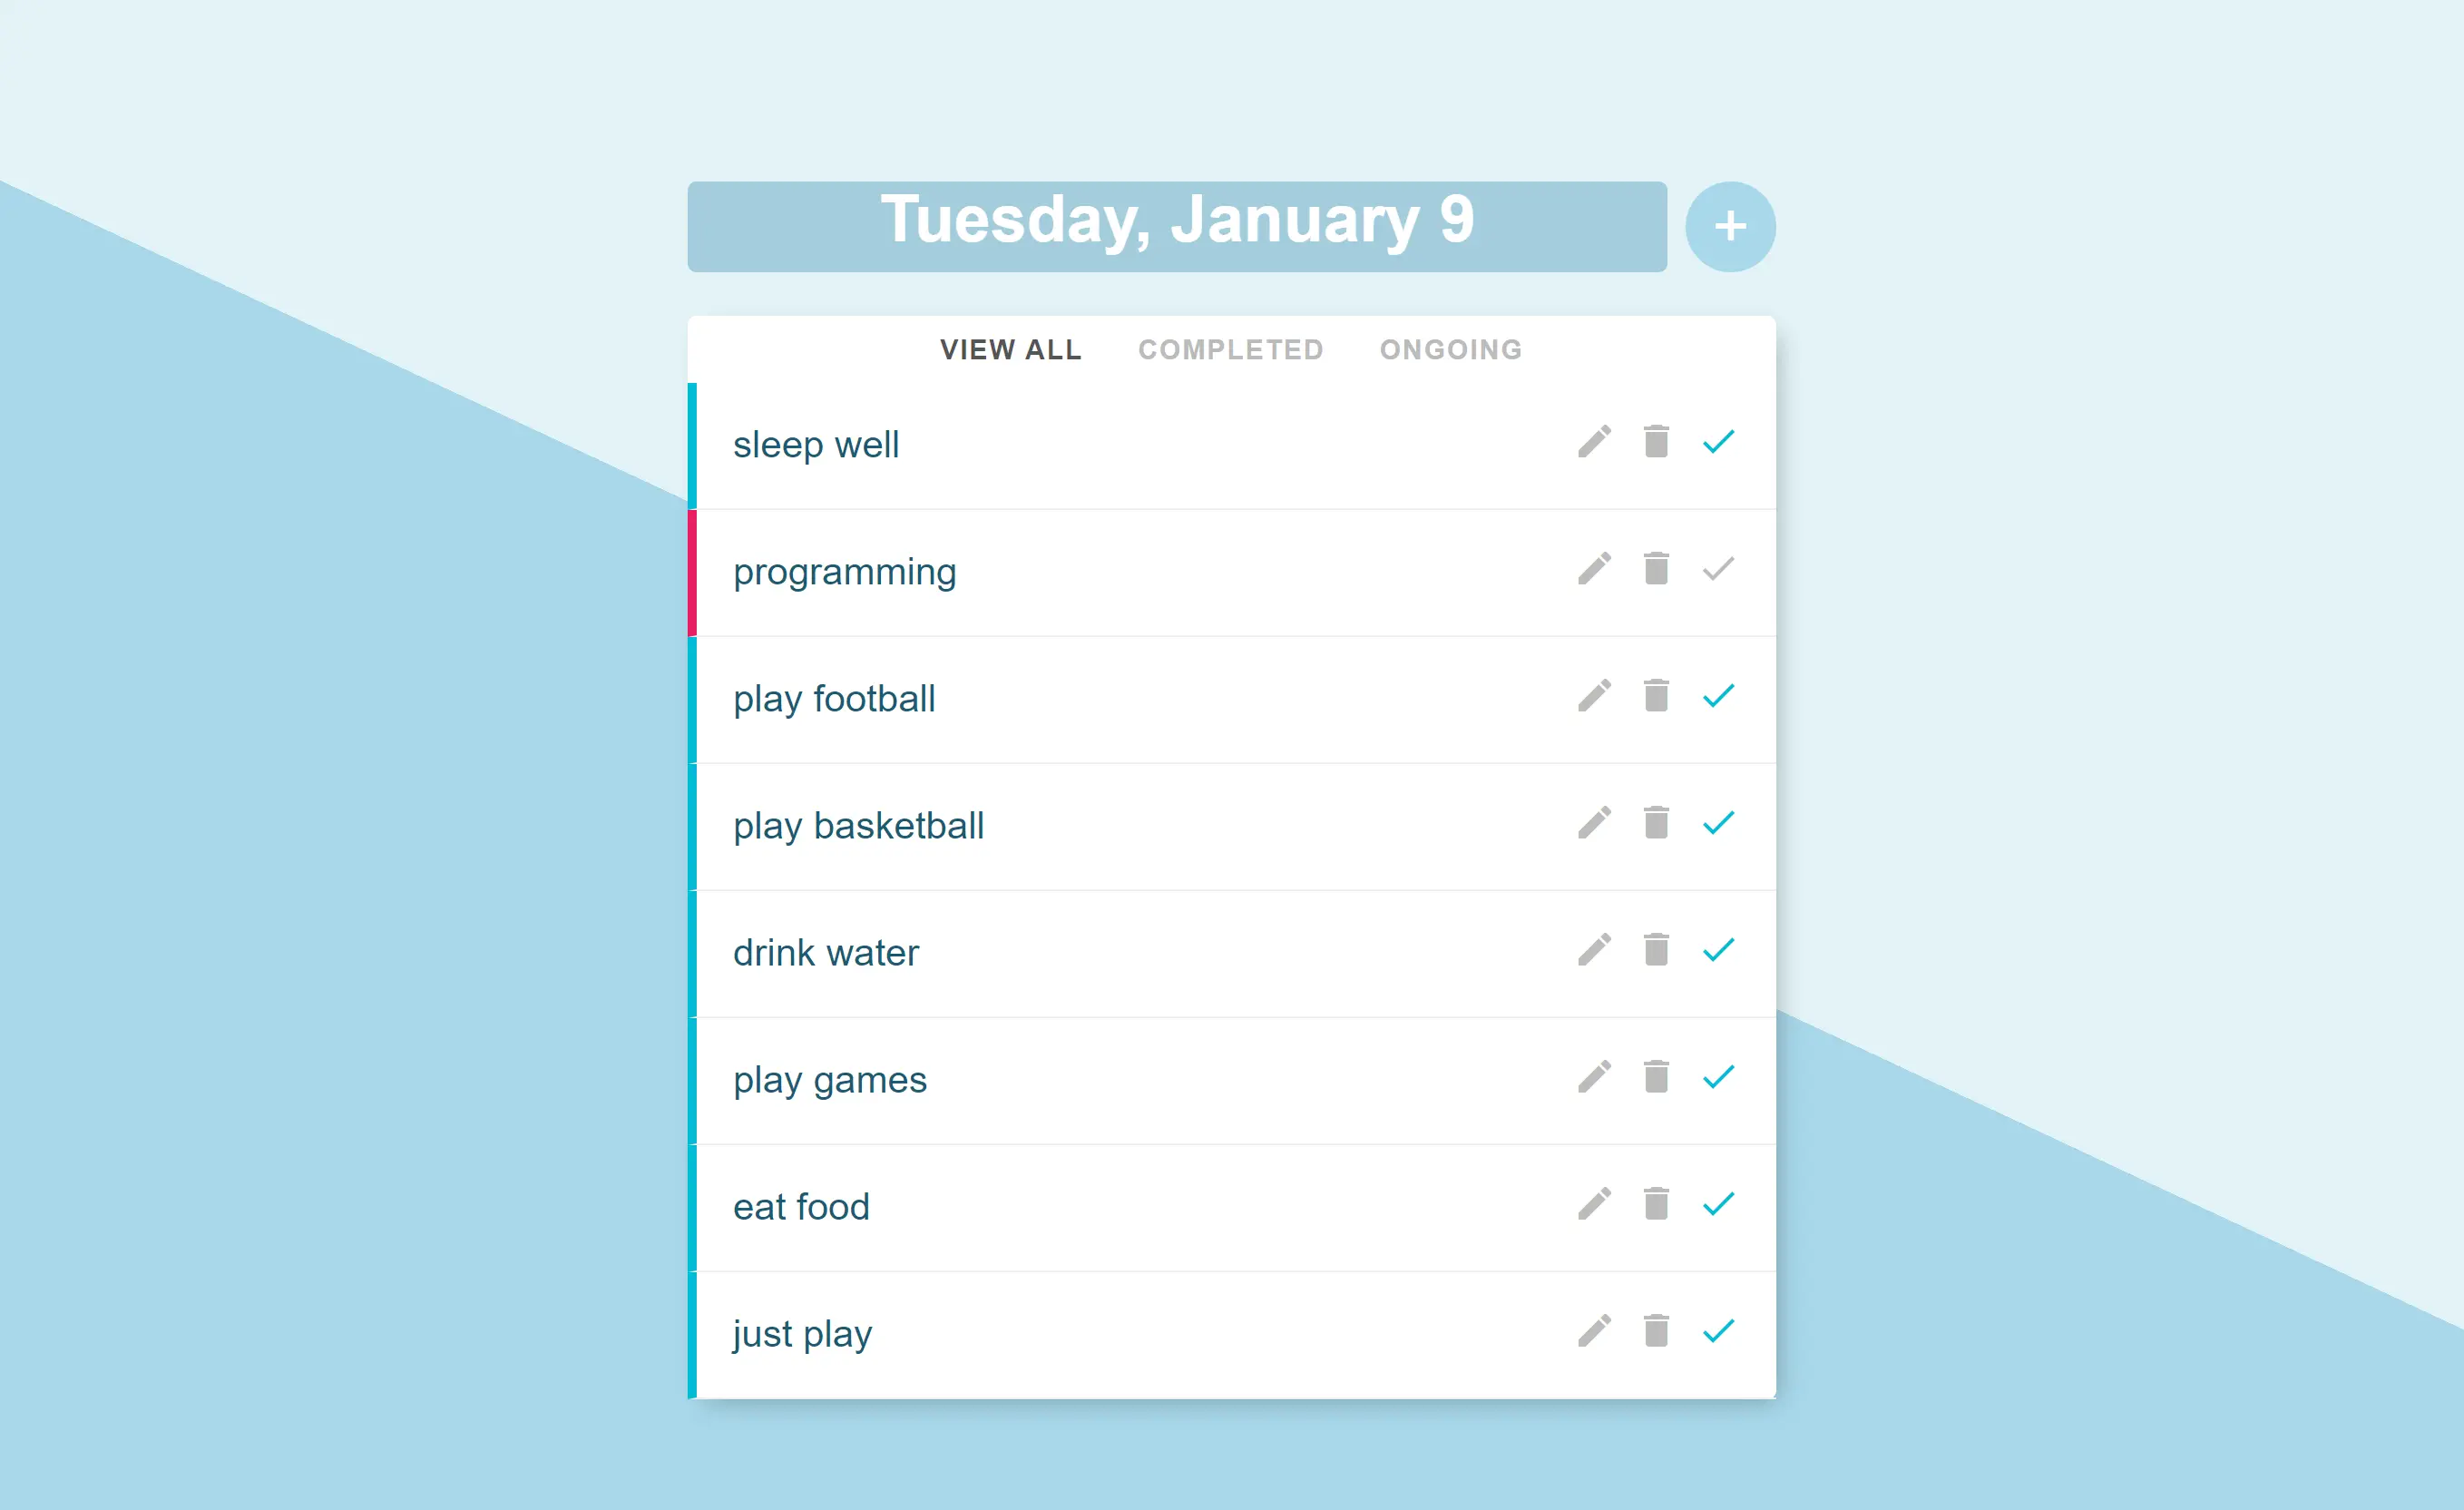 Tuesday, January 9
VIEW ALL COMPLETED ONGOING
sleep well
programming
play football
play basketball
drink water
play games
eat food
just play